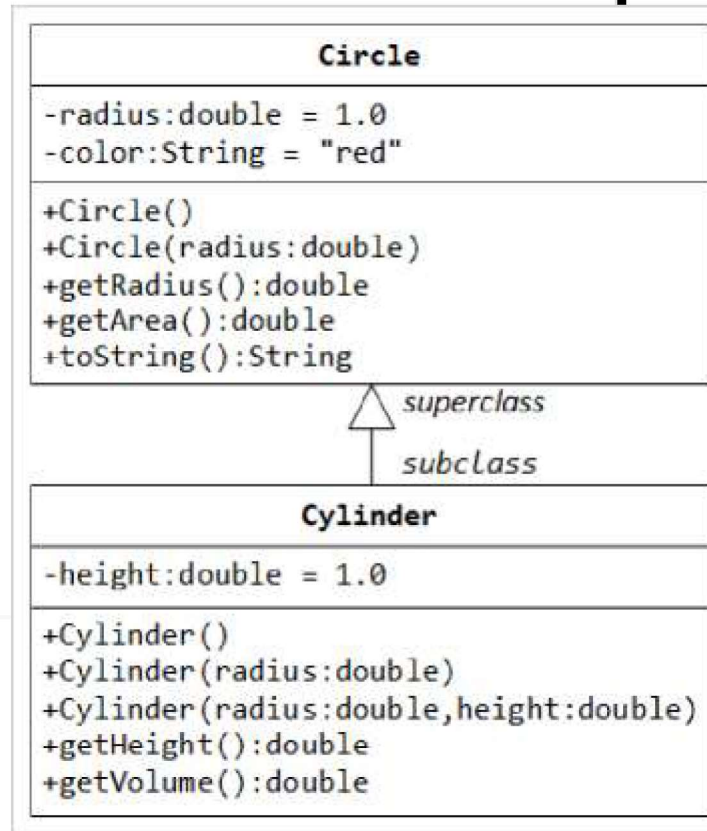 Circle
-radius:double = 1.0
-color:String = "red"
+Circle()
+Circle(radius:double)
+getRadius():double
+getArea():double
+toString():String
superclass
subclass
Cylinder
-height:double = 1.0
+Cylinder()
+Cylinder(radius:double)
+Cylinder(radius:double,height:double)
+getHeight():double
+getVolume():double